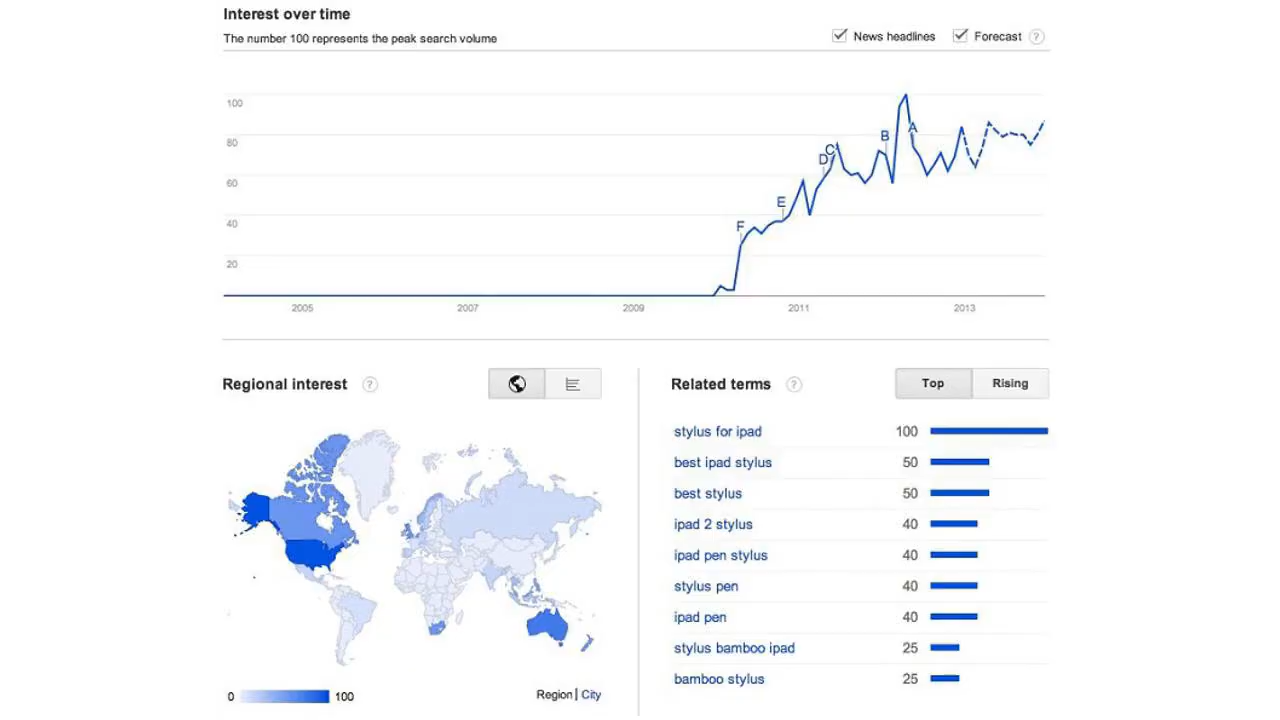 Interest over time
The number 100 represents the peak search volume
News headlines Forecast ?
100
80
60
40
20
A
B
C
D
E
F
2005 2007 2009 2011 2013
Regional interest ?
0 100
Region | City
Related terms ? Top Rising
stylus for ipad 100
best ipad stylus 50
best stylus 50
ipad 2 stylus 40
ipad pen stylus 40
stylus pen 40
ipad pen 40
stylus bamboo ipad 25
bamboo stylus 25